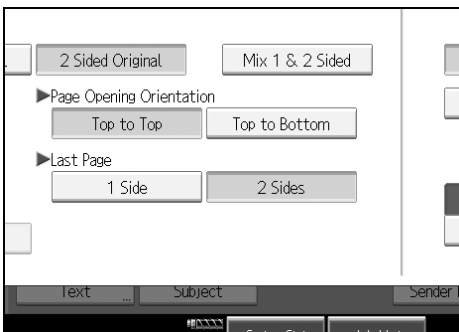 2 Sided Original Mix 1 & 2 Sided
▶Page Opening Orientation
Top to Top Top to Bottom
▶Last Page
1 Side 2 Sides
Text ... Subject Sender